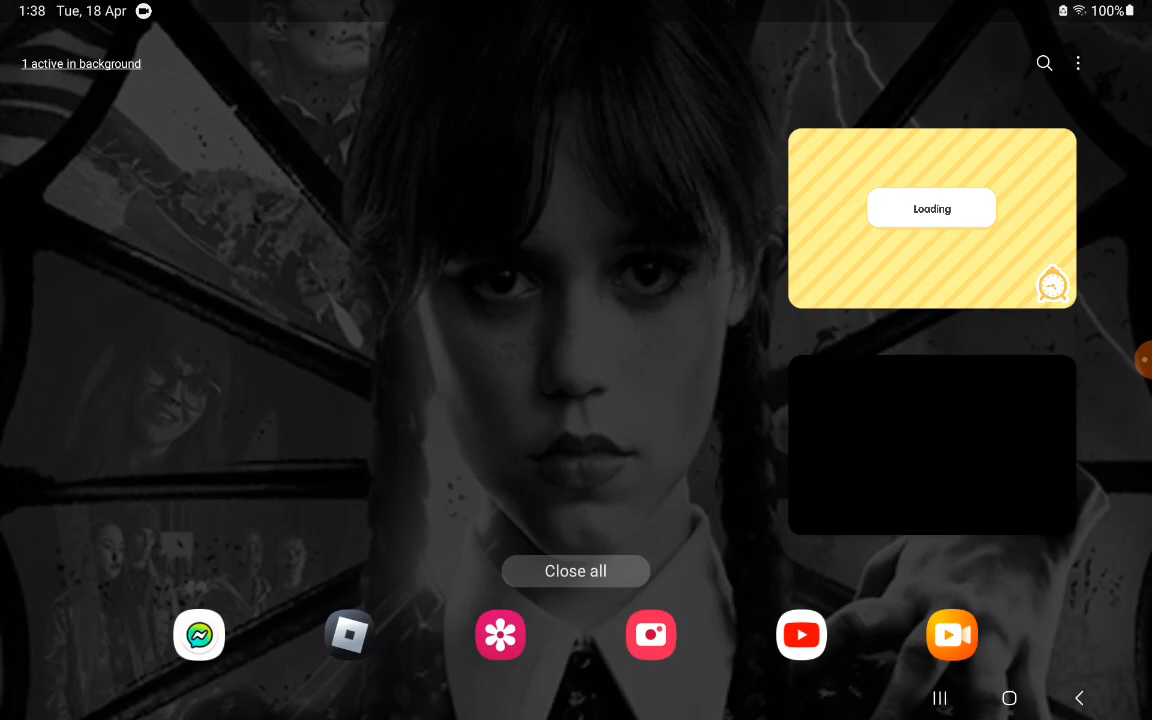 1:38 Tue, 18 Apr
100%
1 active in background
Loading
Close all